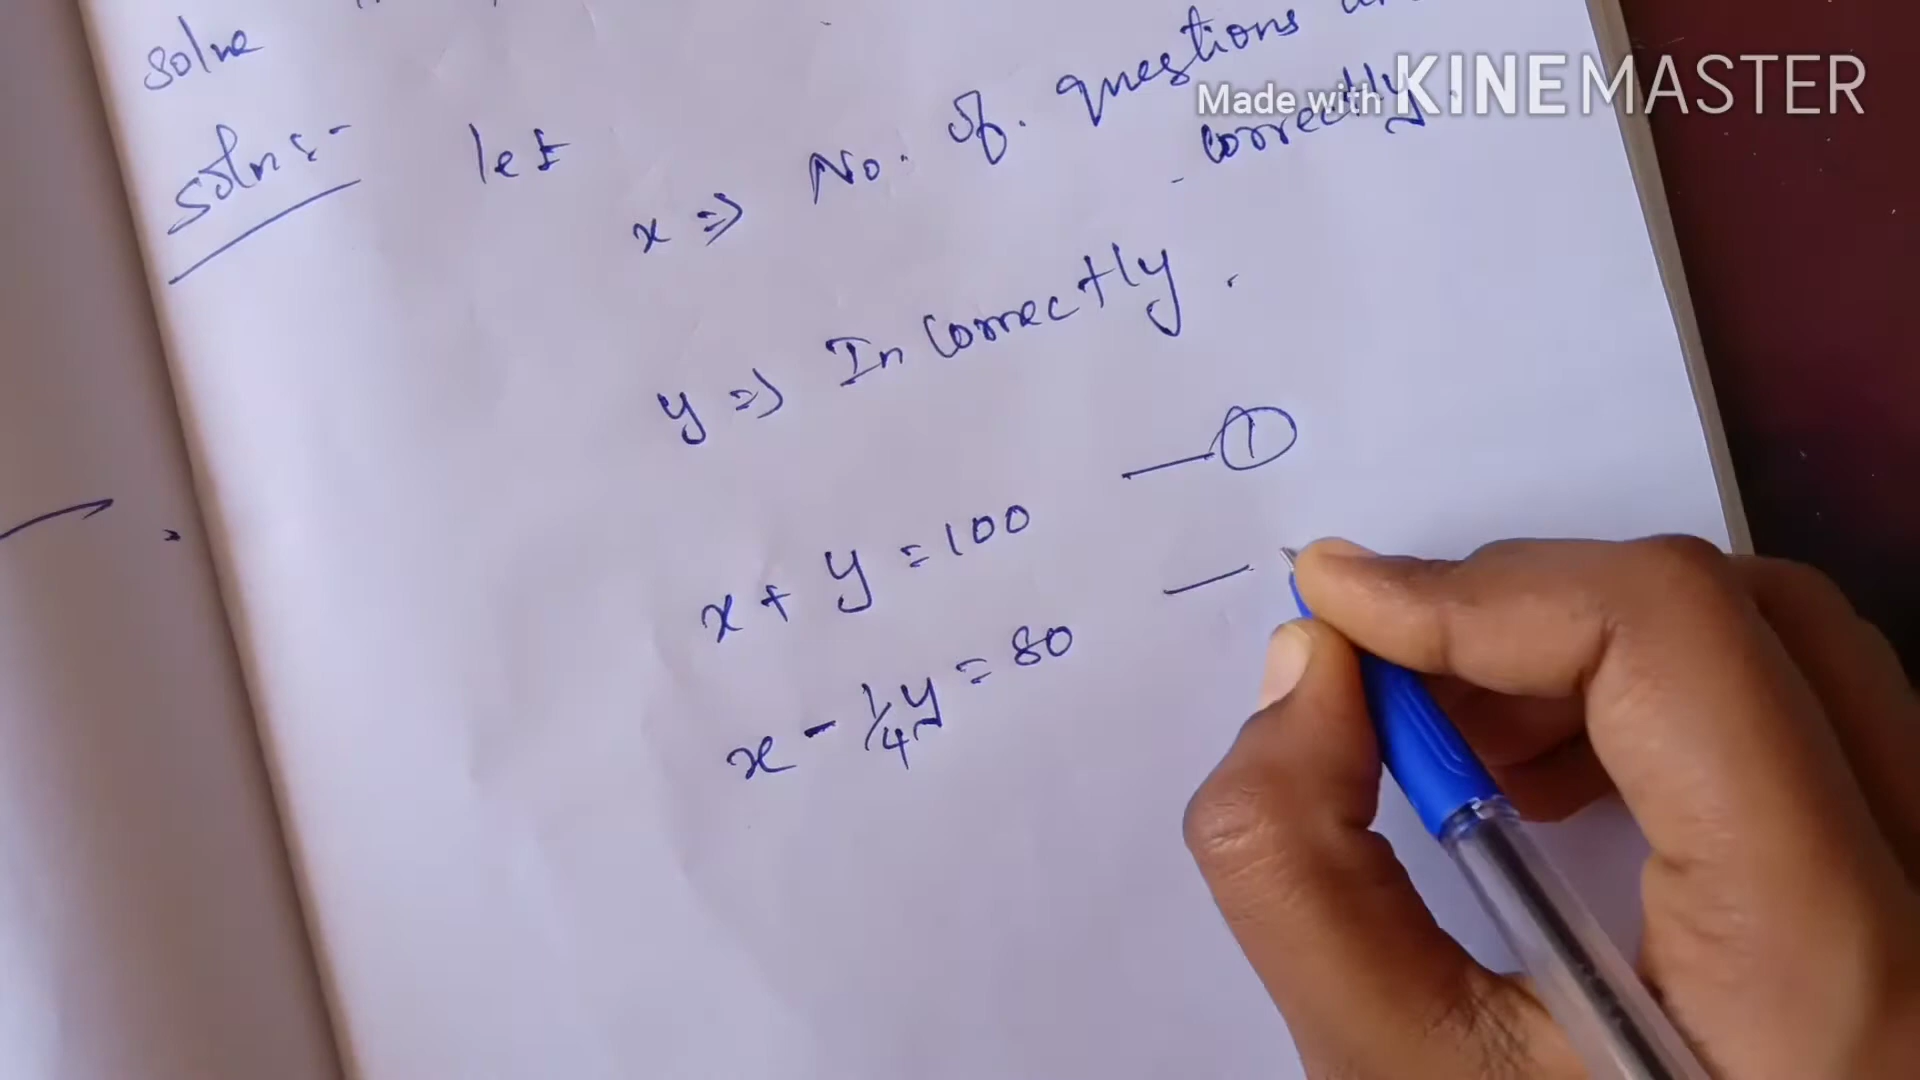 solve
soln:- let
x => No. of. questions
- correctly.
y => In correctly.
x + y = 100 — ①
x - 1/4 y = 80 —
Made with KINEMASTER